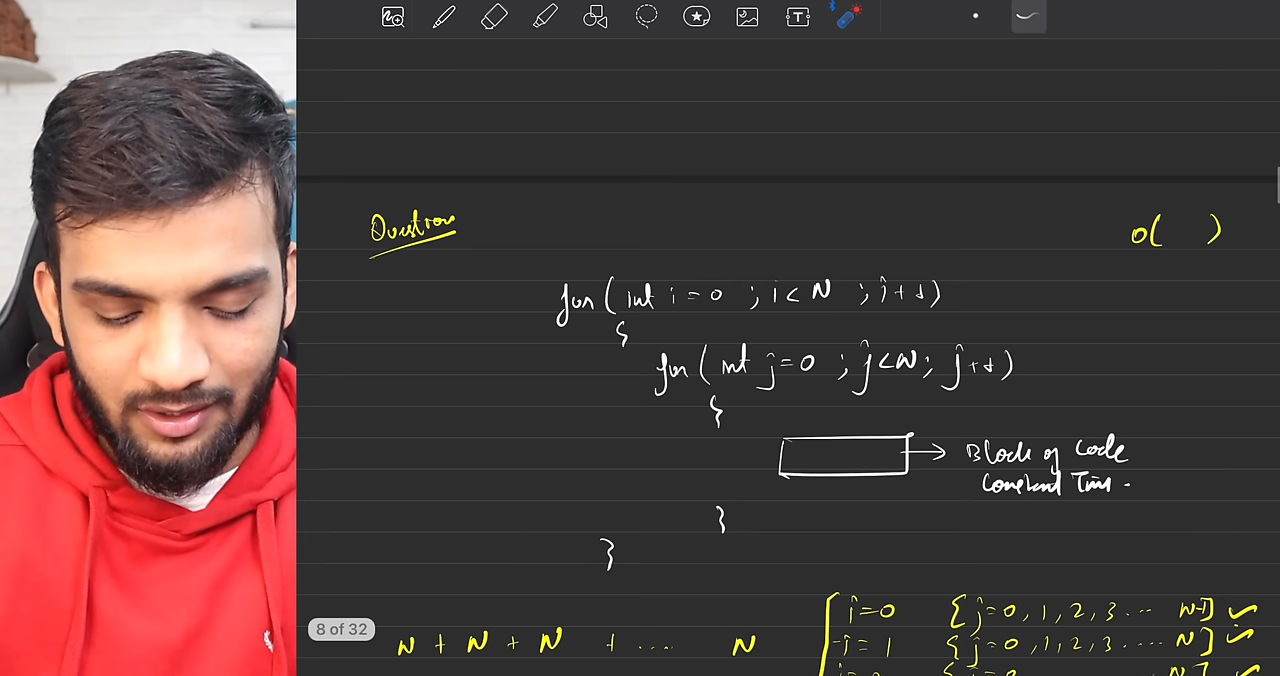 Question
O( )
for(int i=0 ; i<N ; i++)
{
for(int j=0 ; j<N; j++)
{
→ Block of Code
Constant Time.
}
}
8 of 32
N + N + N + .... N
i=0 {j=0, 1, 2, 3 ... N-1] ✓
i=1 {j=0, 1, 2, 3 .... N] ✓
N] ✓